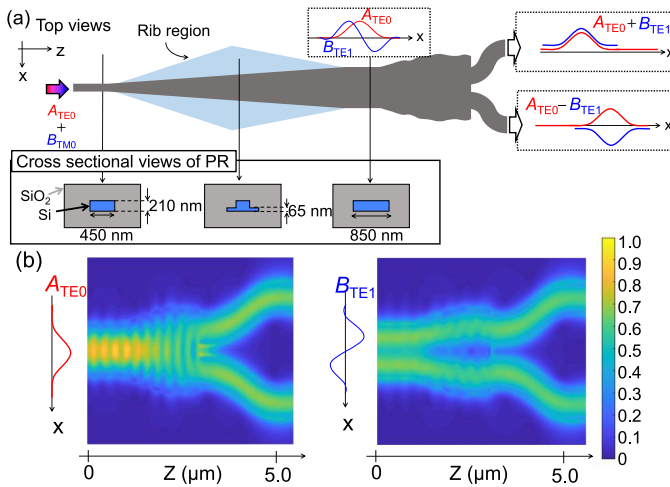 (a)
Top views
z
x
Rib region
A_TE0
B_TE1
x
A_TE0 + B_TE1
x
A_TE0 − B_TE1
x
A_TE0
+
B_TM0
Cross sectional views of PR
SiO2
Si
210 nm
65 nm
450 nm
850 nm
(b)
A_TE0
x
B_TE1
x
1.0
0.9
0.8
0.7
0.6
0.5
0.4
0.3
0.2
0.1
0
0
Z (μm)
5.0
0
Z (μm)
5.0